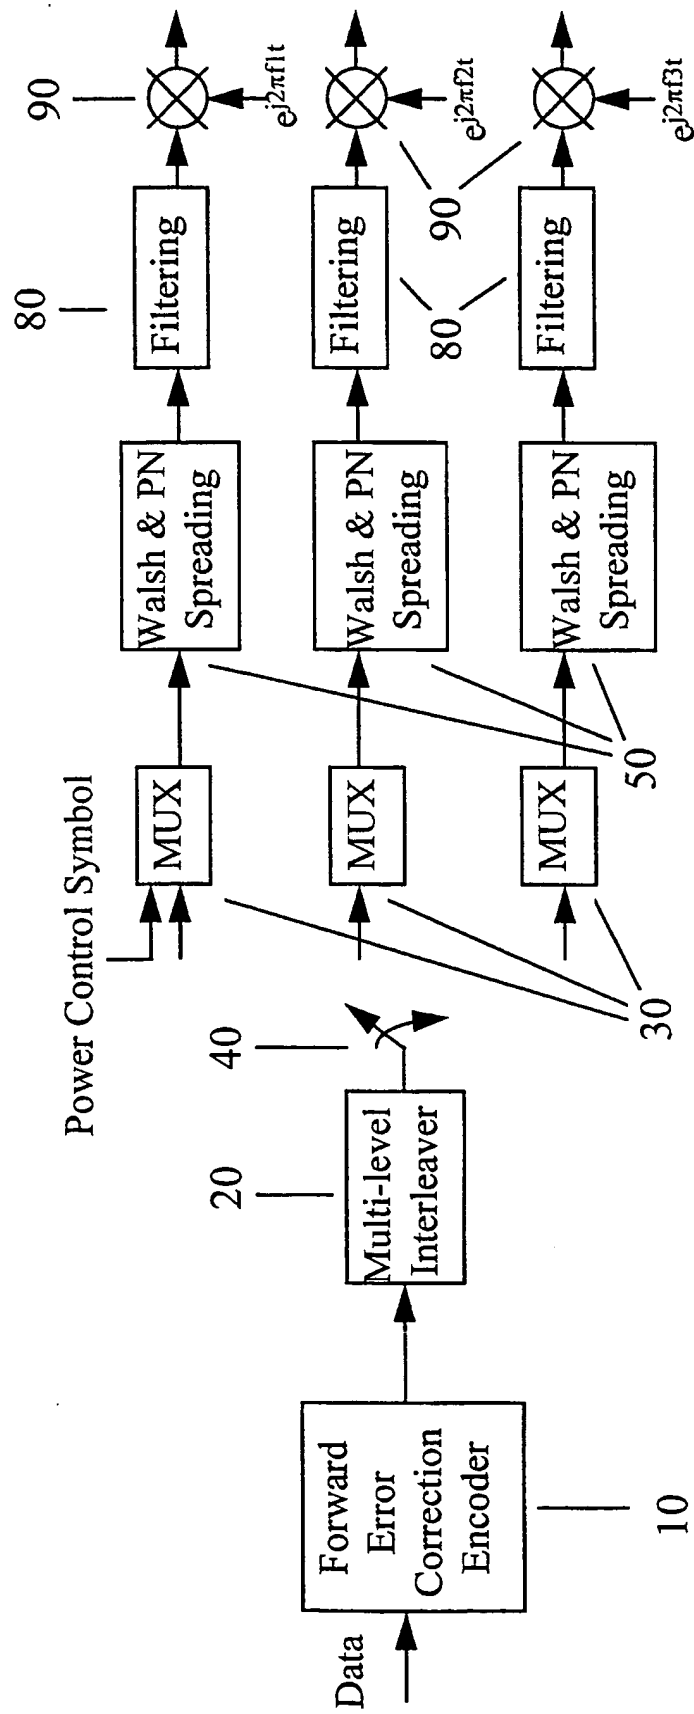 Data
Forward
Error
Correction
Encoder
10
Multi-level
Interleaver
20
40
Power Control Symbol
MUX
MUX
MUX
30
Walsh & PN
Spreading
Walsh & PN
Spreading
Walsh & PN
Spreading
50
Filtering
Filtering
Filtering
80
80
90
90
ej2πf1t
ej2πf2t
ej2πf3t